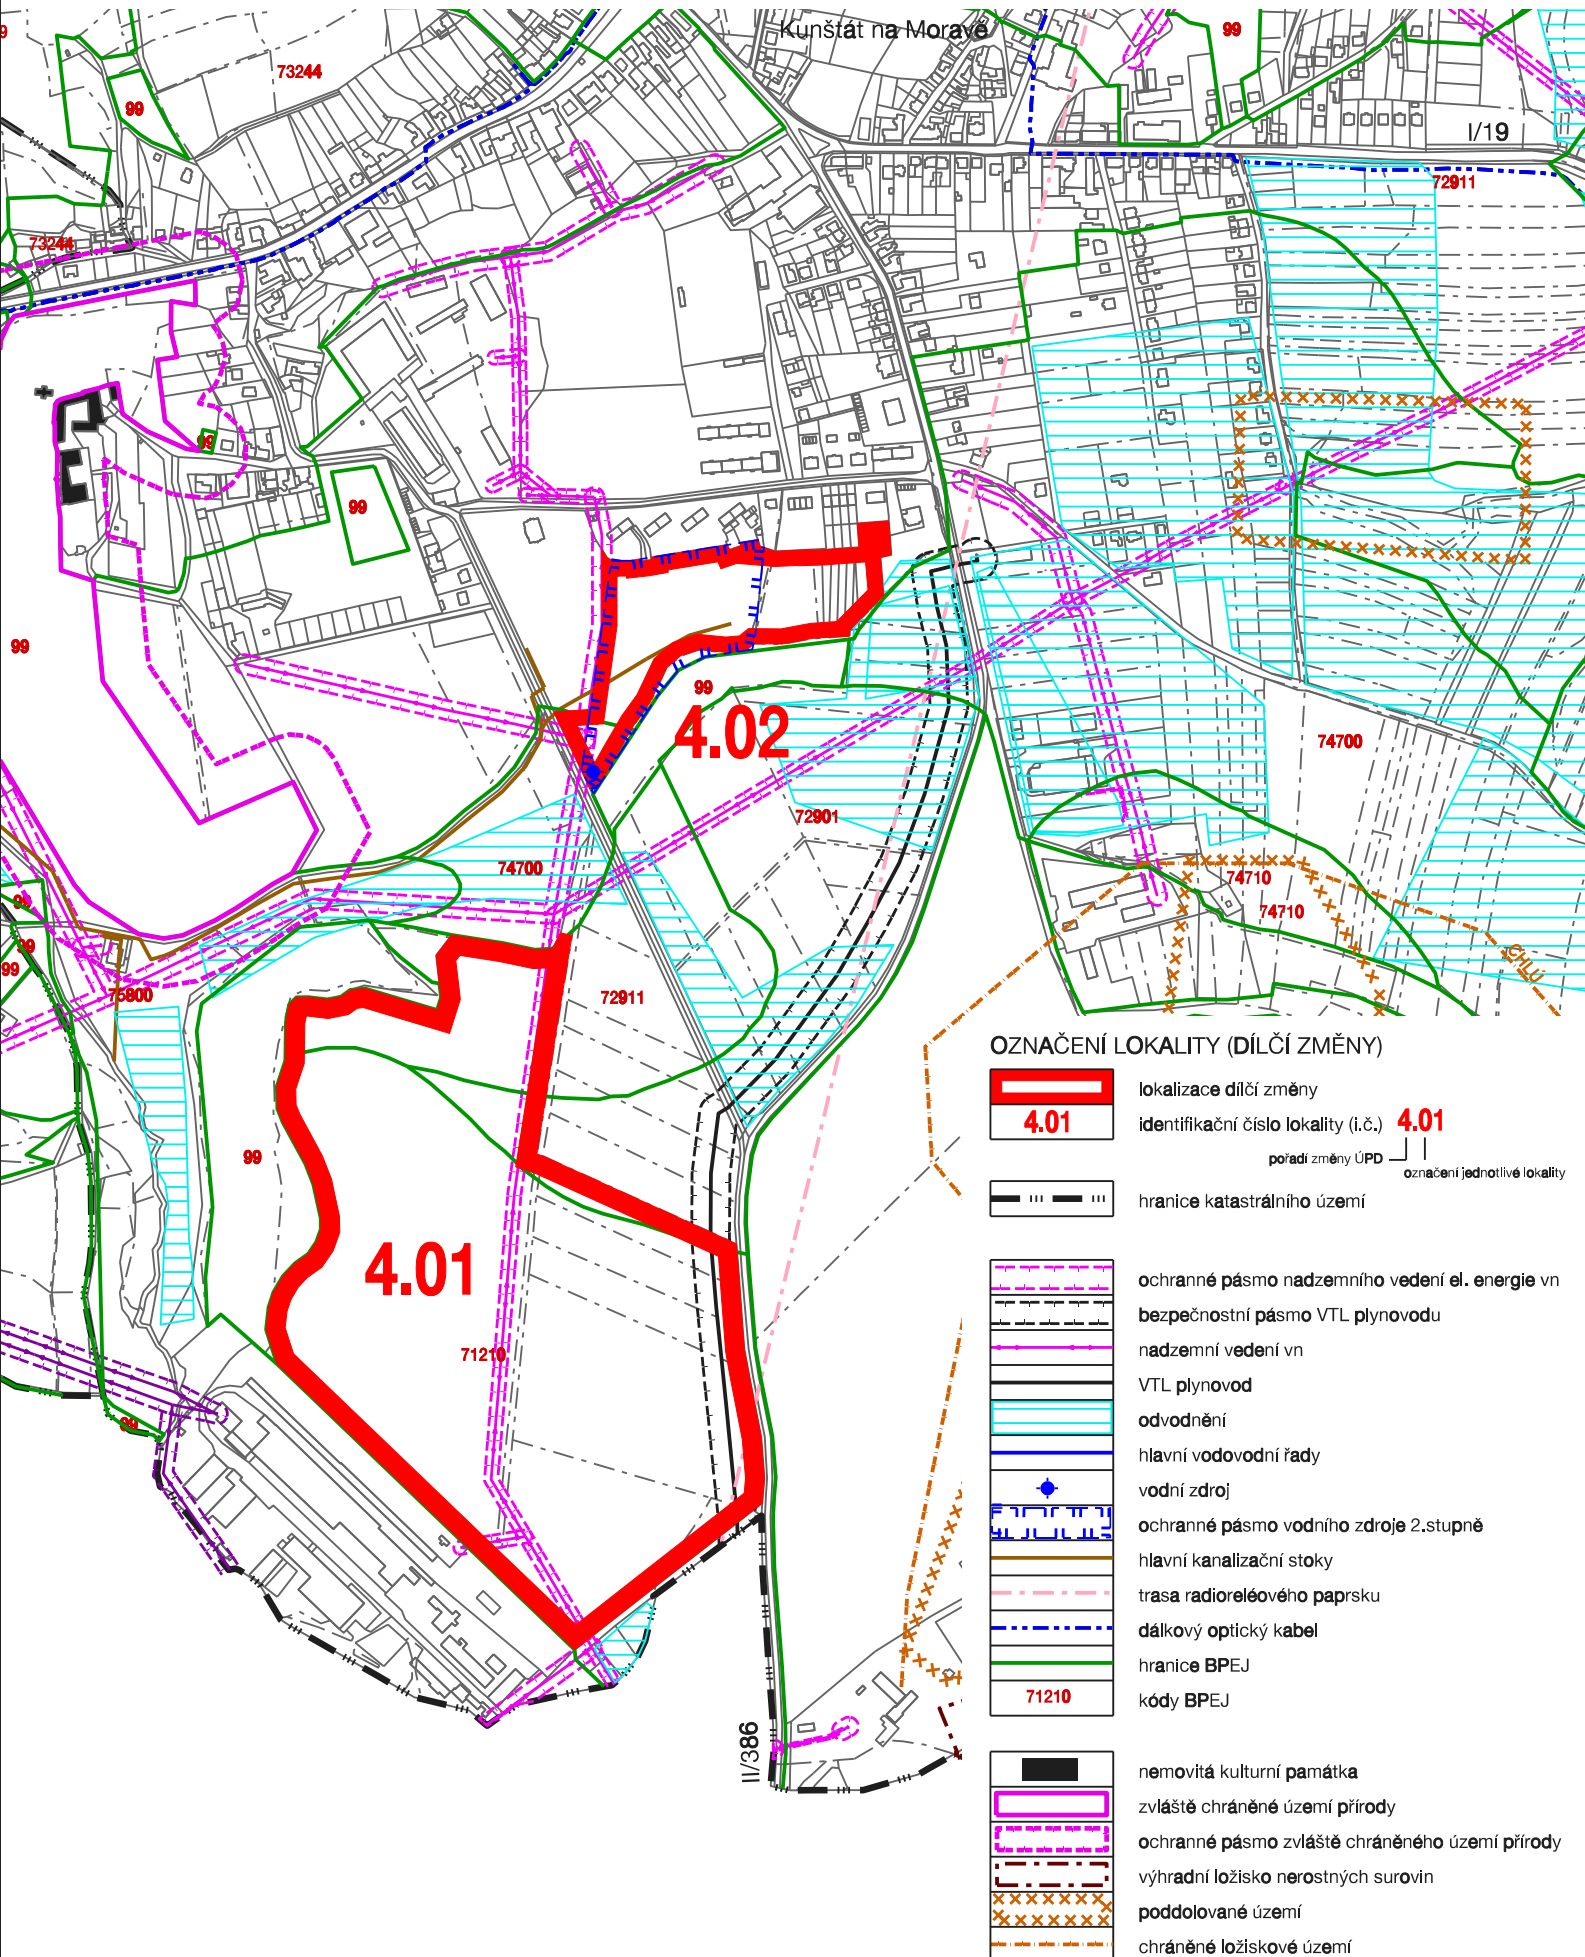 Kunštát na Moravě
9
99
73244
99
I/19
72911
73244
99
99
99
99
4.02
74700
72901
74700
74710
74710
99
99
99
CHLÚ
75800
72911
99
4.01
71210
99
II/386
OZNAČENÍ LOKALITY (DÍLČÍ ZMĚNY)
lokalizace dílčí změny
4.01 identifikační číslo lokality (i.č.) 4.01
pořadí změny ÚPD
označení jednotlivé lokality
hranice katastrálního území
ochranné pásmo nadzemního vedení el. energie vn
bezpečnostní pásmo VTL plynovodu
nadzemní vedení vn
VTL plynovod
odvodnění
hlavní vodovodní řady
vodní zdroj
ochranné pásmo vodního zdroje 2.stupně
hlavní kanalizační stoky
trasa radioreléového paprsku
dálkový optický kabel
hranice BPEJ
71210 kódy BPEJ
nemovitá kulturní památka
zvláště chráněné území přírody
ochranné pásmo zvláště chráněného území přírody
výhradní ložisko nerostných surovin
poddolované území
chráněné ložiskové území